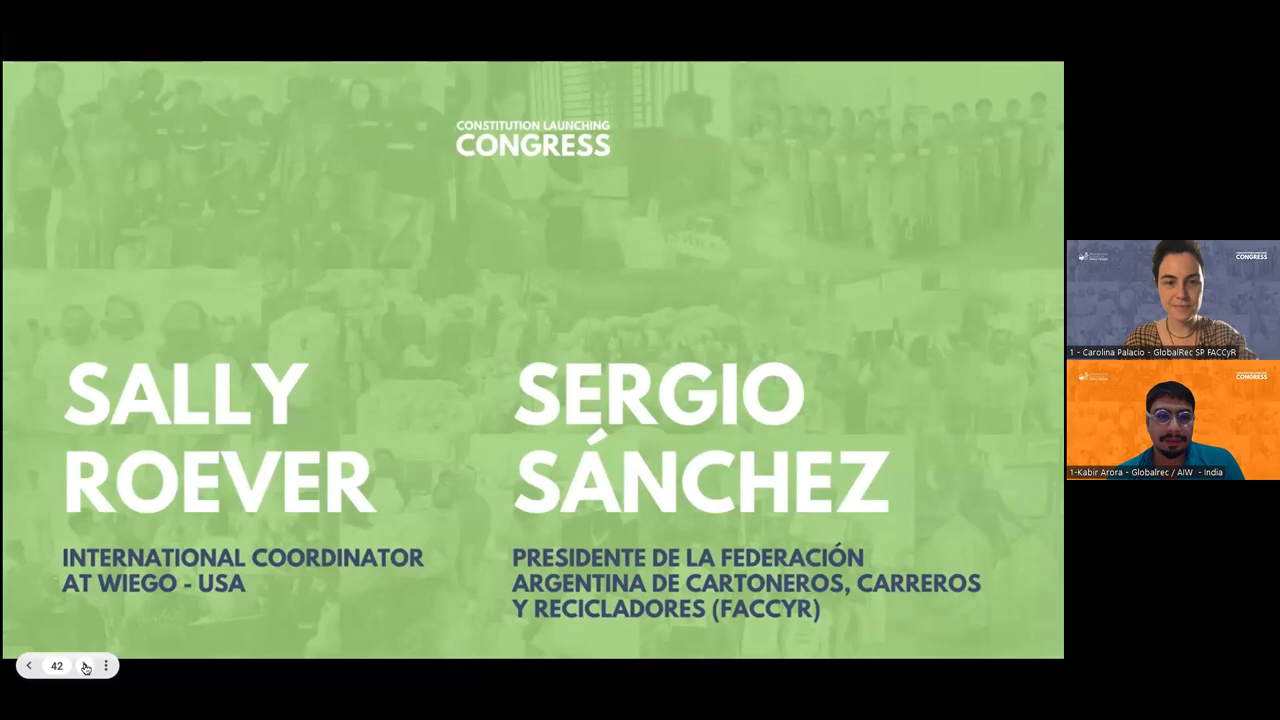 CONSTITUTION LAUNCHING
CONGRESS
SALLY
ROEVER
INTERNATIONAL COORDINATOR
AT WIEGO - USA
SERGIO
SÁNCHEZ
PRESIDENTE DE LA FEDERACIÓN
ARGENTINA DE CARTONEROS, CARREROS
Y RECICLADORES (FACCYR)
42
CONGRESS
1 - Carolina Palacio - GlobalRec SP FACCyR
CONGRESS
1-Kabir Arora - Globalrec / AIW - India